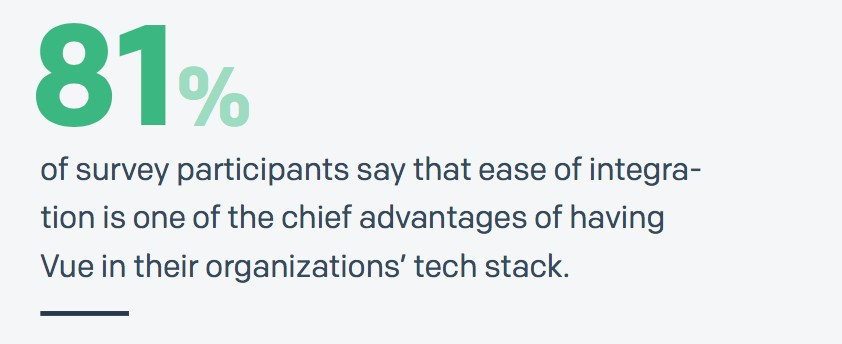 81%
of survey participants say that ease of integra-
tion is one of the chief advantages of having
Vue in their organizations’ tech stack.